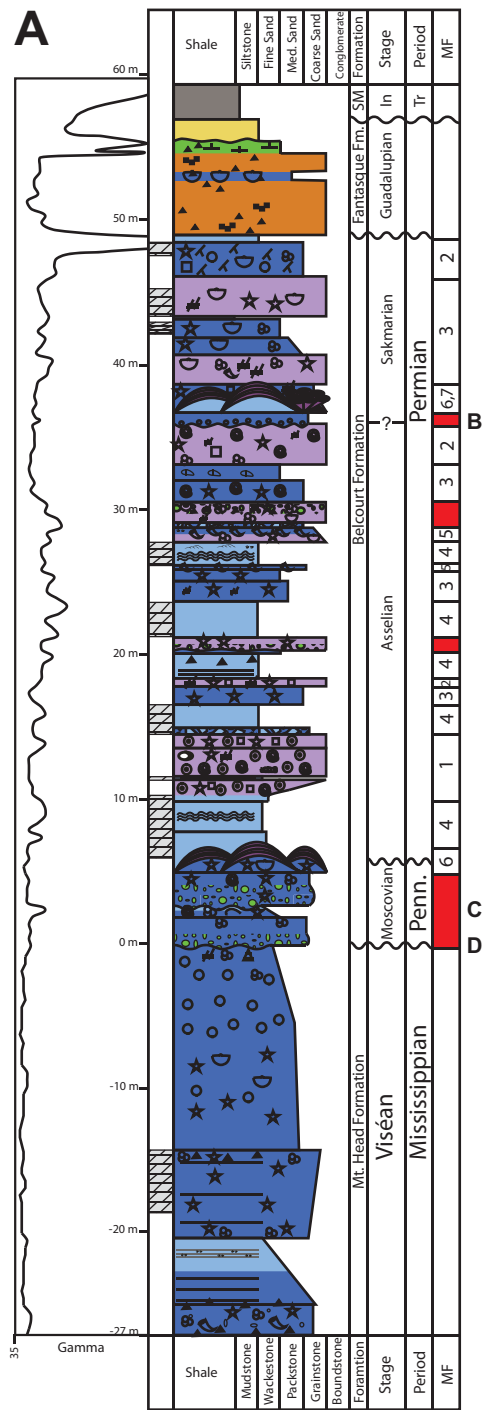 A
Shale
Siltstone
Fine Sand
Med. Sand
Coarse Sand
Conglomerate
Formation
Stage
Period
MF
60 m
SM
In
Tr
Fantasque Fm.
Guadalupian
50 m
2
Sakmarian
3
40 m
Permian
6,7
?
B
2
Belcourt Formation
3
30 m
5
4
5
3
Asselian
4
20 m
4
2
3
4
1
10 m
4
6
Moscovian
Penn.
C
0 m
D
-10 m
Mt. Head Formation
Viséan
Mississippian
-20 m
-27 m
35
Gamma
Shale
Mudstone
Wackestone
Packstone
Grainstone
Boundstone
Foramtion
Stage
Period
MF